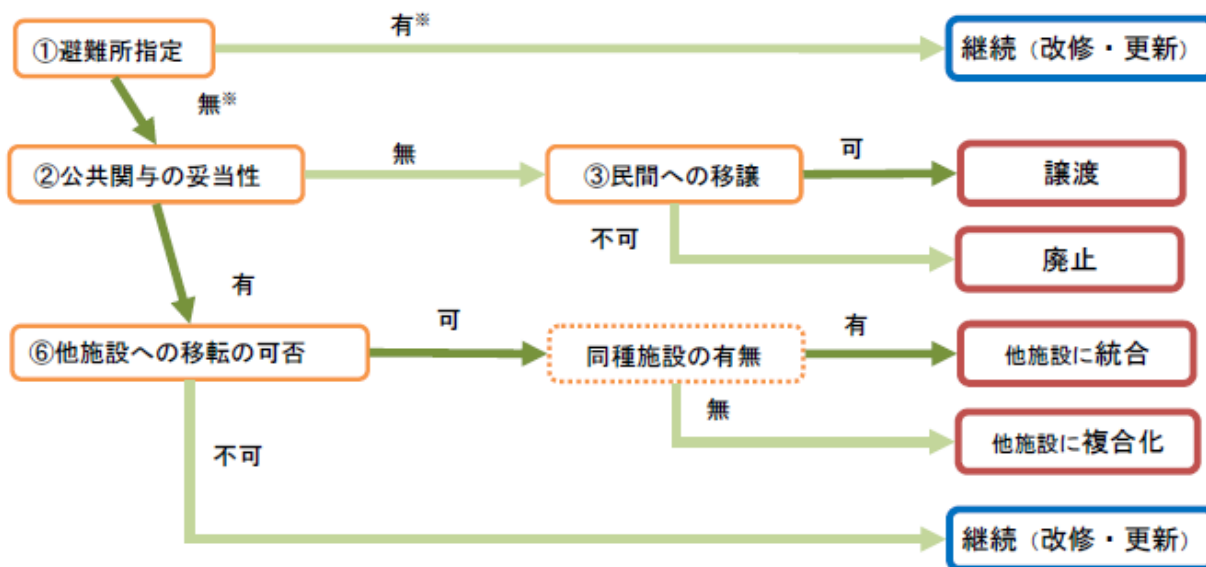 ①避難所指定
有※
継続（改修・更新）
無※
②公共関与の妥当性
無
③民間への移譲
可
譲渡
不可
廃止
有
⑥他施設への移転の可否
可
同種施設の有無
有
他施設に統合
無
他施設に複合化
不可
継続（改修・更新）